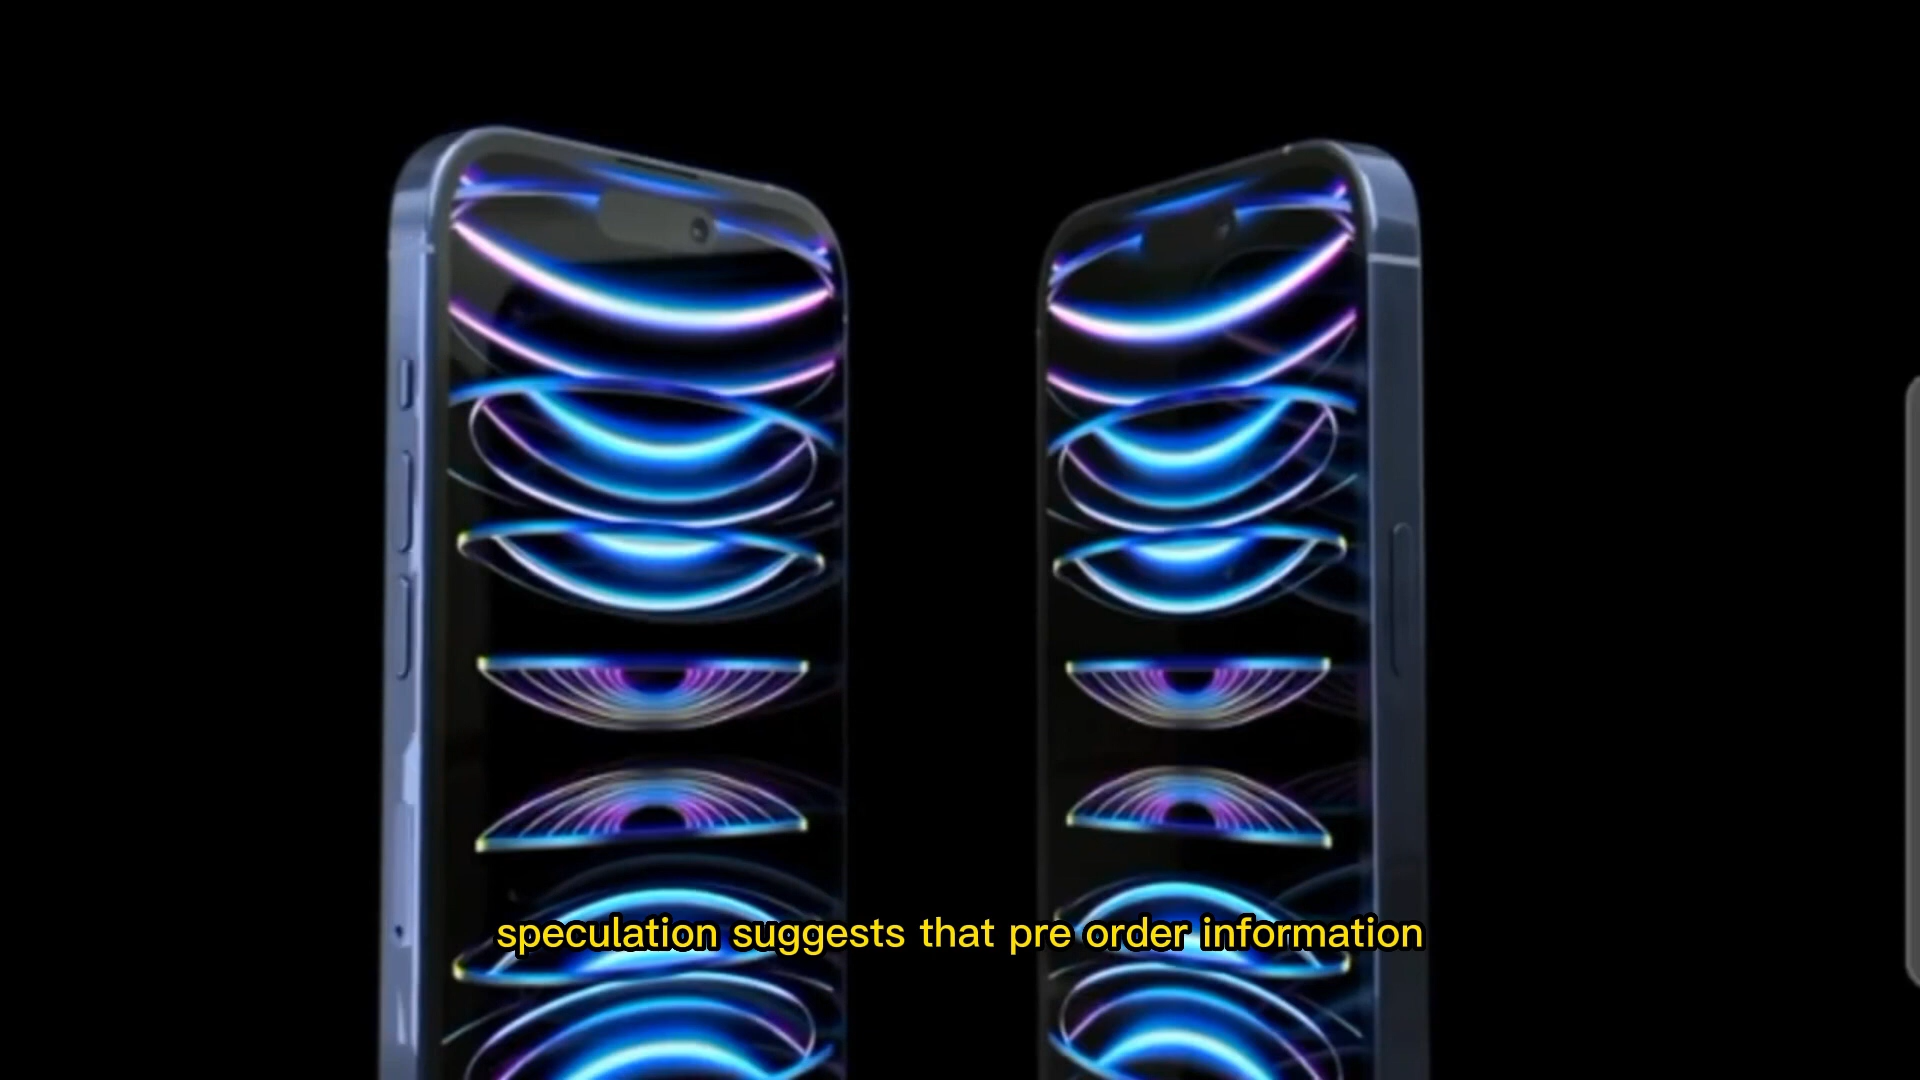 speculation suggests that pre order information